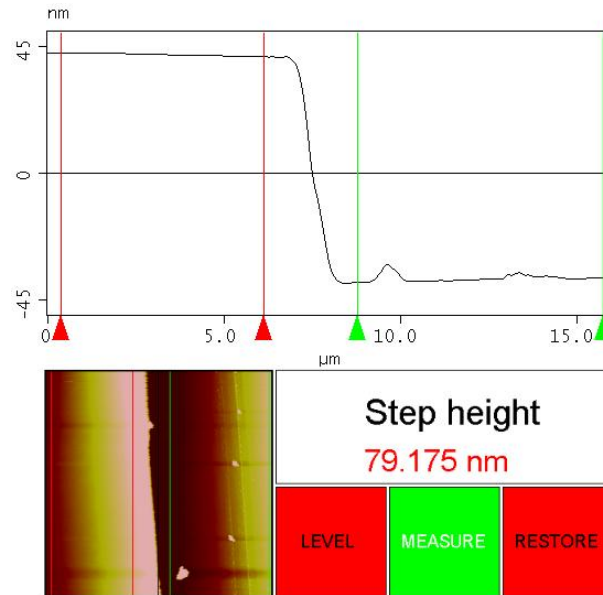 nm
45
0
-45
0 5.0 10.0 15.0
µm
Step height
79.175 nm
LEVEL MEASURE RESTORE